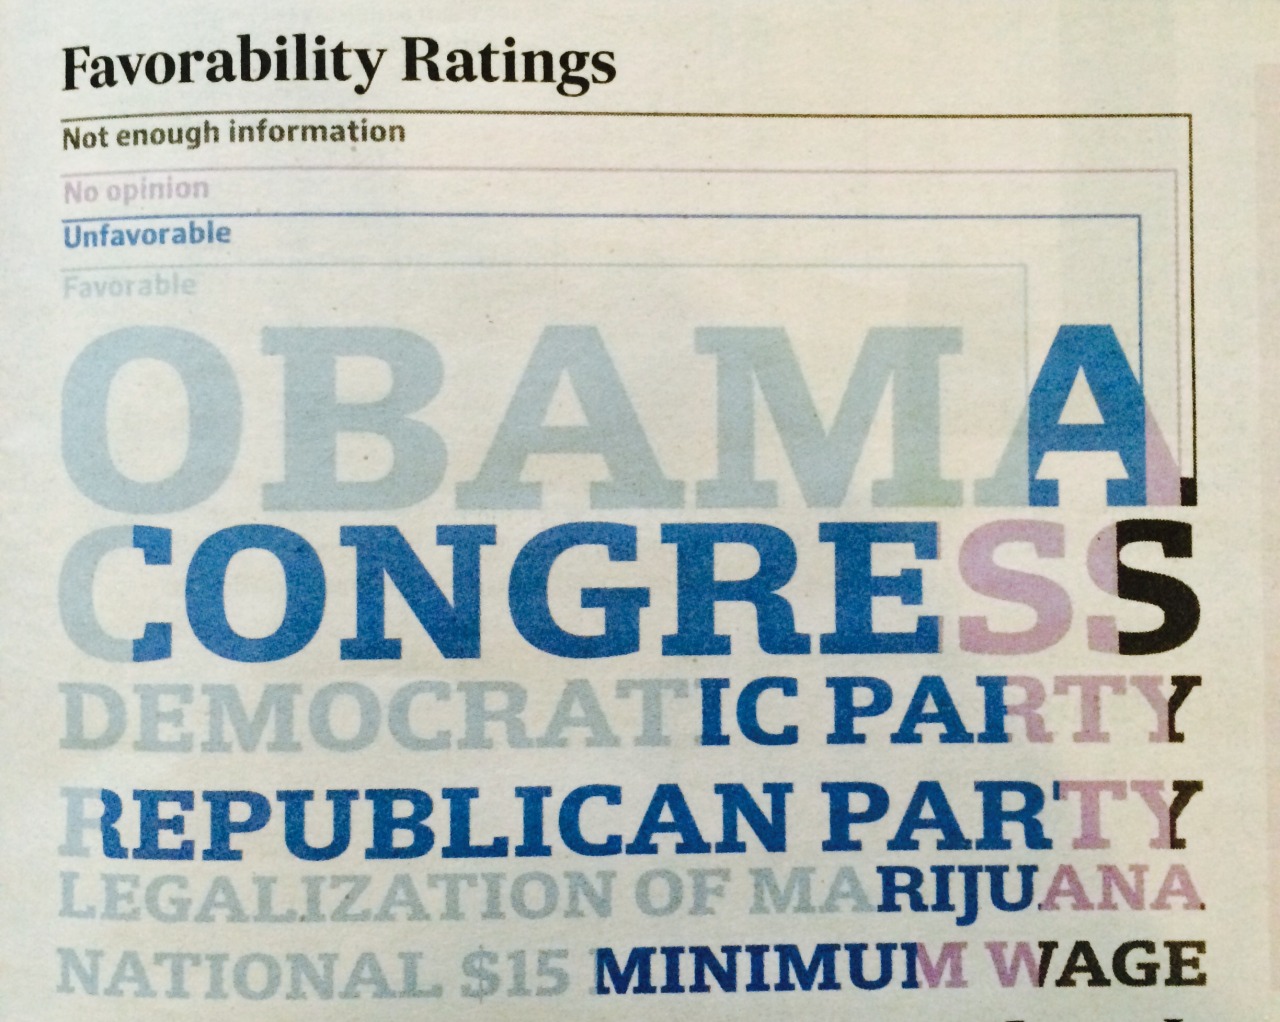 Favorability Ratings
Not enough information
No opinion
Unfavorable
Favorable
OBAMA
CONGRESS
DEMOCRATIC PARTY
REPUBLICAN PARTY
LEGALIZATION OF MARIJUANA
NATIONAL $15 MINIMUM WAGE